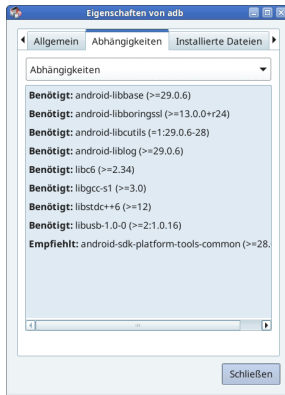 Eigenschaften von adb
Allgemein
Abhängigkeiten
Installierte Dateien
Abhängigkeiten
Benötigt: android-libbase (>=29.0.6)
Benötigt: android-libboringssl (>=13.0.0+r24)
Benötigt: android-libcutils (=1:29.0.6-28)
Benötigt: android-liblog (>=29.0.6)
Benötigt: libc6 (>=2.34)
Benötigt: libgcc-s1 (>=3.0)
Benötigt: libstdc++6 (>=12)
Benötigt: libusb-1.0-0 (>=2:1.0.16)
Empfiehlt: android-sdk-platform-tools-common (>=28.
Schließen